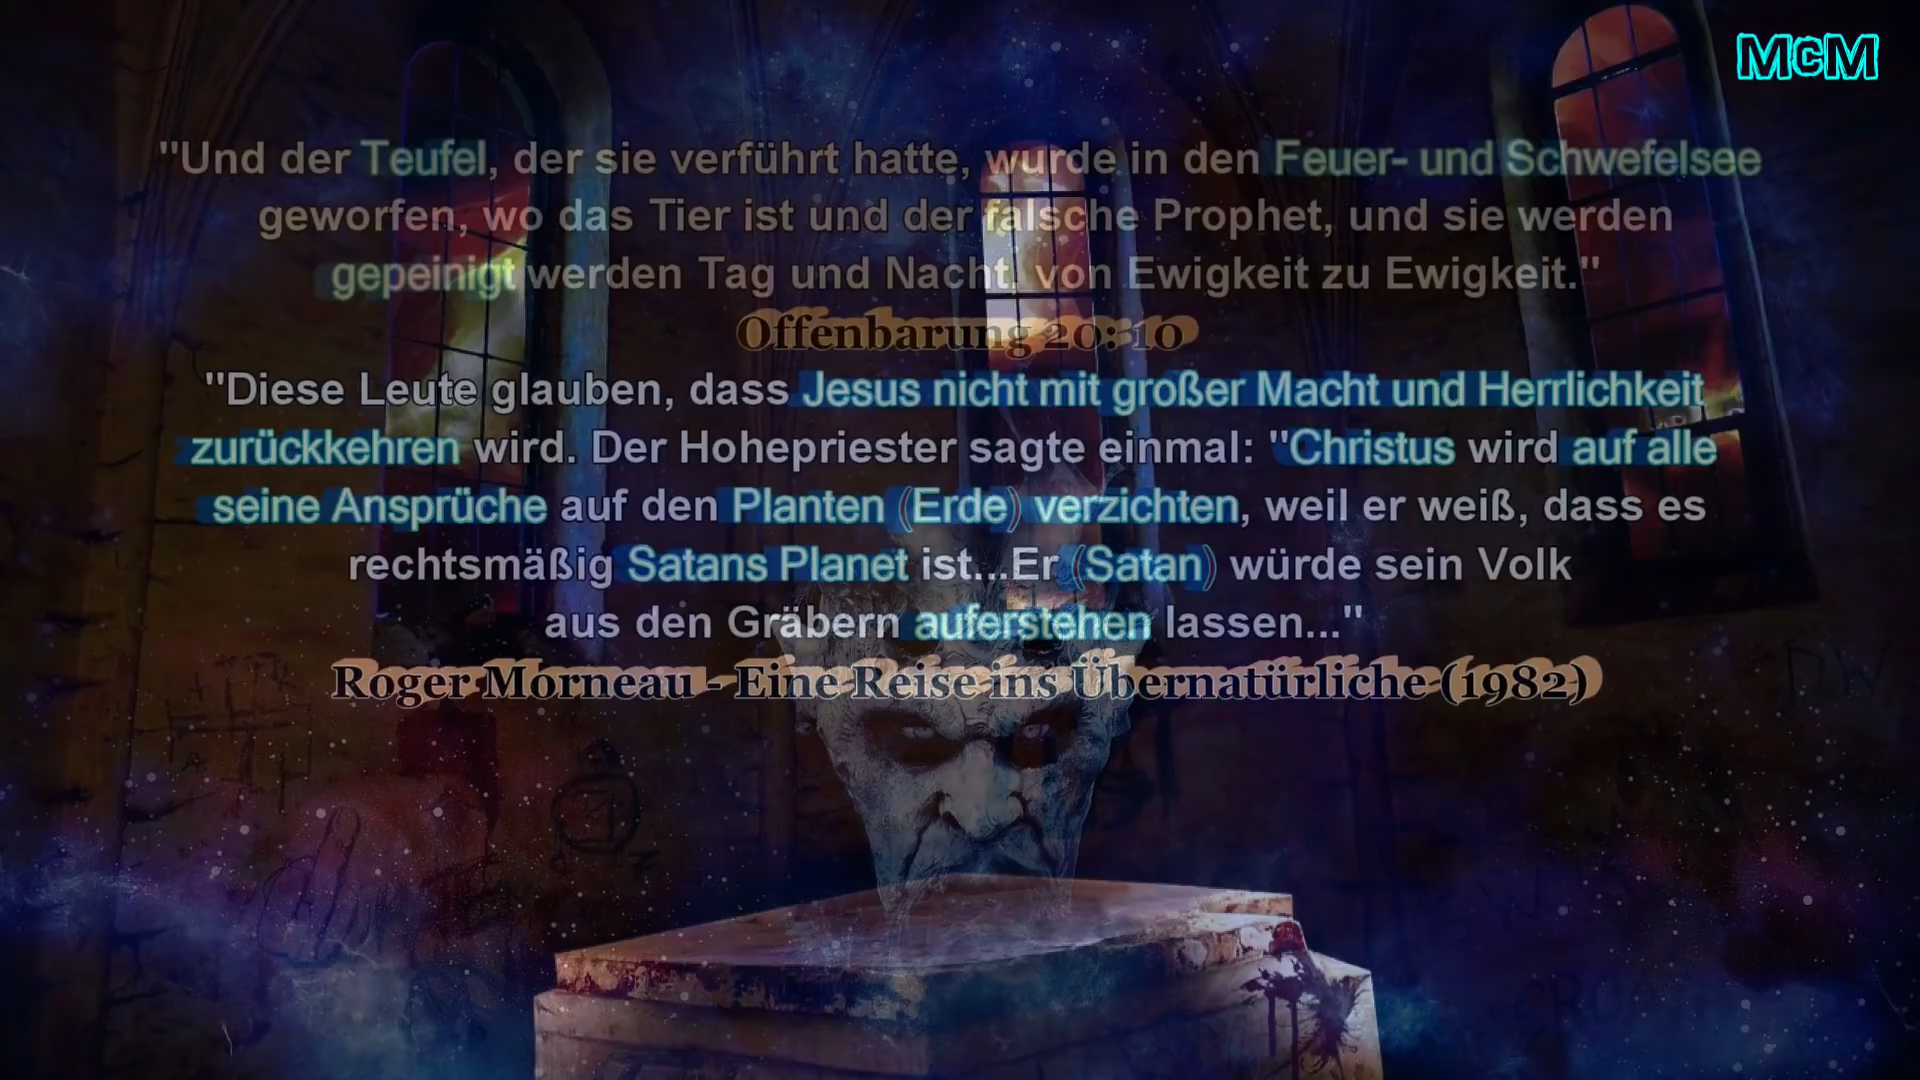 McM
"Und der Teufel, der sie verführt hatte, wurde in den Feuer- und Schwefelsee
geworfen, wo das Tier ist und der falsche Prophet, und sie werden
gepeinigt werden Tag und Nacht, von Ewigkeit zu Ewigkeit."
Offenbarung 20: 10
"Diese Leute glauben, dass Jesus nicht mit großer Macht und Herrlichkeit
zurückkehren wird. Der Hohepriester sagte einmal: "Christus wird auf alle
seine Ansprüche auf den Planten (Erde) verzichten, weil er weiß, dass es
rechtsmäßig Satans Planet ist...Er (Satan) würde sein Volk
aus den Gräbern auferstehen lassen..."
Roger Morneau - Eine Reise ins Übernatürliche (1982)